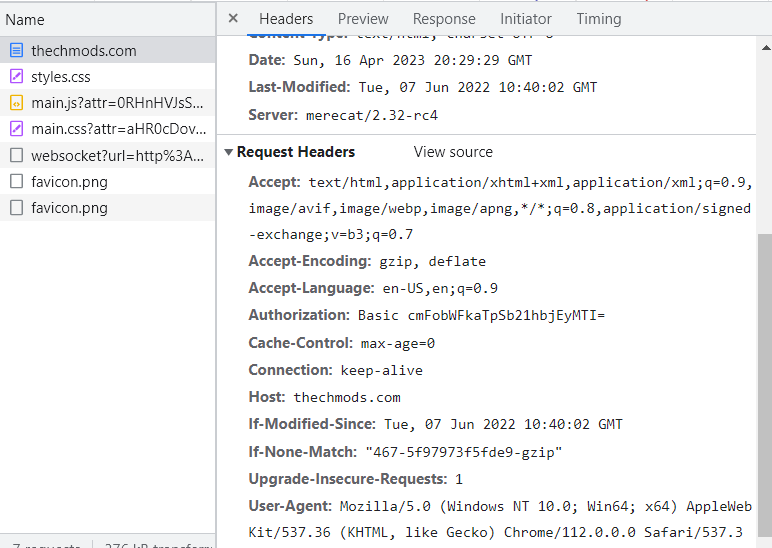 Name
Headers Preview Response Initiator Timing
thechmods.com
styles.css
main.js?attr=0RHnHVJsS...
main.css?attr=aHR0cDov...
websocket?url=http%3A...
favicon.png
favicon.png
Content-Type: text/html; charset=UTF-8
Date: Sun, 16 Apr 2023 20:29:29 GMT
Last-Modified: Tue, 07 Jun 2022 10:40:02 GMT
Server: merecat/2.32-rc4
Request Headers View source
Accept: text/html,application/xhtml+xml,application/xml;q=0.9,
image/avif,image/webp,image/apng,*/*;q=0.8,application/signed
-exchange;v=b3;q=0.7
Accept-Encoding: gzip, deflate
Accept-Language: en-US,en;q=0.9
Authorization: Basic cmFobWFkaTpSb21hbjEyMTI=
Cache-Control: max-age=0
Connection: keep-alive
Host: thechmods.com
If-Modified-Since: Tue, 07 Jun 2022 10:40:02 GMT
If-None-Match: "467-5f97973f5fde9-gzip"
Upgrade-Insecure-Requests: 1
User-Agent: Mozilla/5.0 (Windows NT 10.0; Win64; x64) AppleWeb
Kit/537.36 (KHTML, like Gecko) Chrome/112.0.0.0 Safari/537.3
7 requests 276 kB transferr